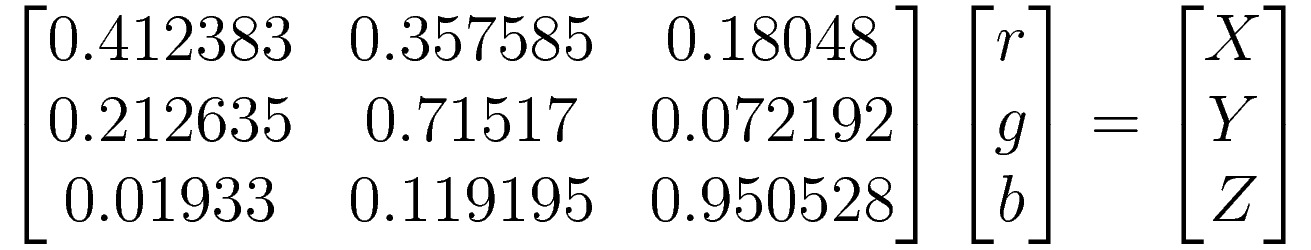 0.412383 0.357585 0.18048 r X
0.212635 0.71517 0.072192 g = Y
0.01933 0.119195 0.950528 b Z